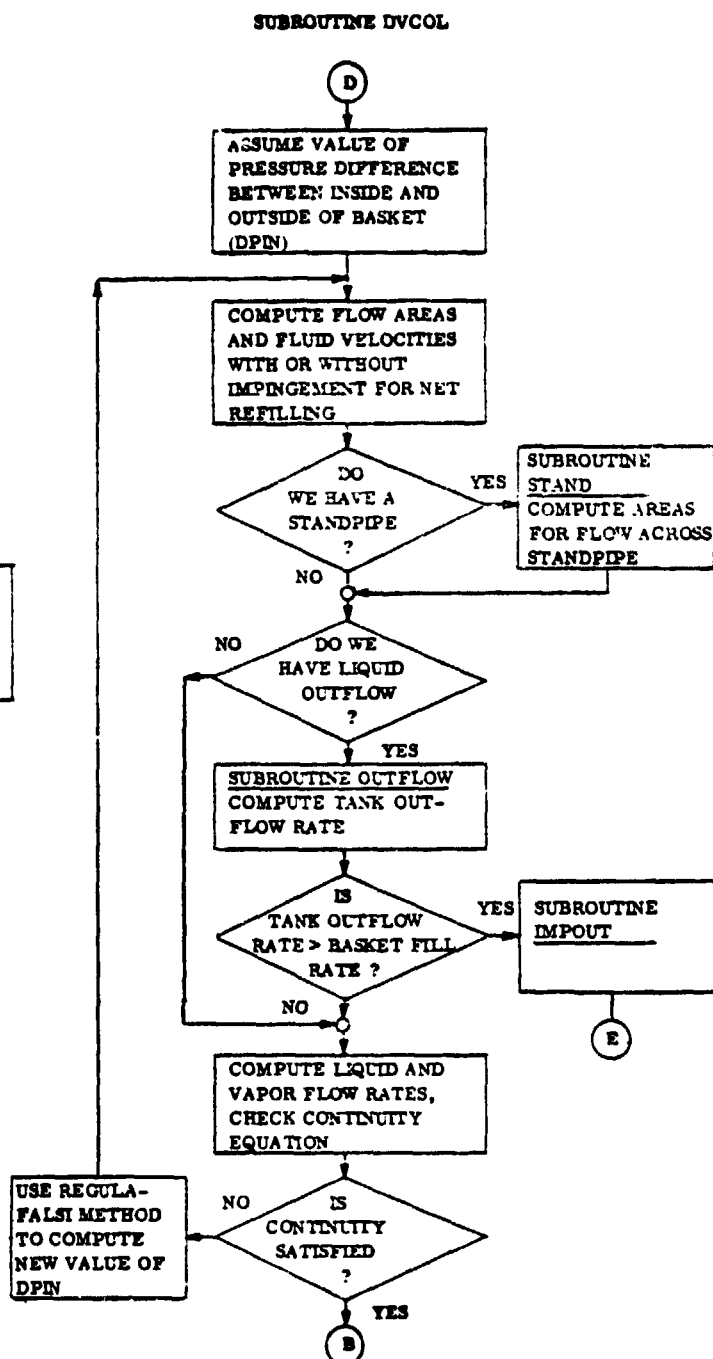 SUBROUTINE DVCOL
D
ASSUME VALUE OF
PRESSURE DIFFERENCE
BETWEEN INSIDE AND
OUTSIDE OF BASKET
(DPIN)
COMPUTE FLOW AREAS
AND FLUID VELOCITIES
WITH OR WITHOUT
IMPINGEMENT FOR NET
REFILLING
DO
WE HAVE A
STANDPIPE
?
YES
SUBROUTINE
STAND
COMPUTE AREAS
FOR FLOW ACROSS
STANDPIPE
NO
NO
DO WE
HAVE LIQUID
OUTFLOW
?
YES
SUBROUTINE OUTFLOW
COMPUTE TANK OUT-
FLOW RATE
IS
TANK OUTFLOW
RATE > BASKET FILL
RATE ?
YES
SUBROUTINE
IMPOUT
E
NO
COMPUTE LIQUID AND
VAPOR FLOW RATES,
CHECK CONTINUITY
EQUATION
IS
CONTINUITY
SATISFIED
?
NO
USE REGULA-
FALSI METHOD
TO COMPUTE
NEW VALUE OF
DPIN
YES
B